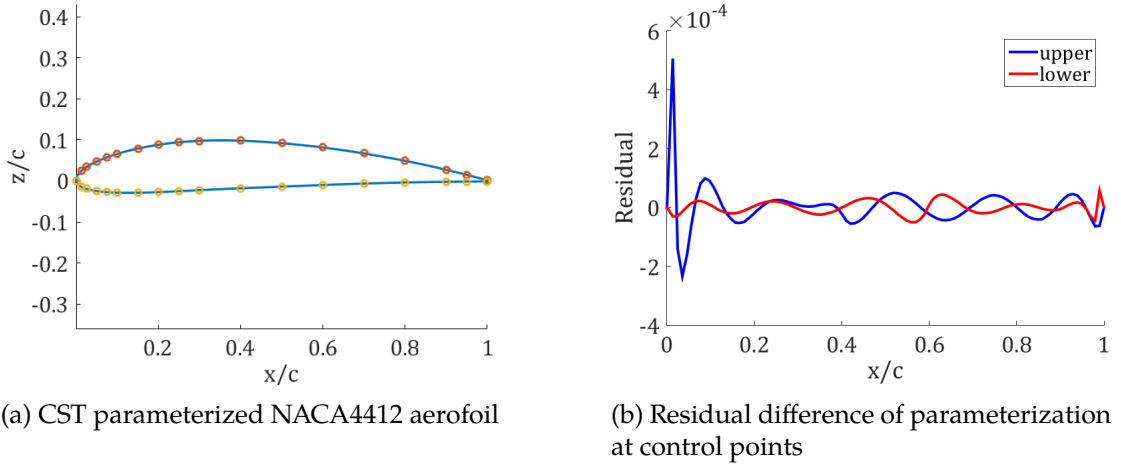 0.4
0.3
0.2
0.1
0
-0.1
-0.2
-0.3
z/c
0.2 0.4 0.6 0.8 1
x/c
(a) CST parameterized NACA4412 aerofoil
×10⁻⁴
6
4
2
0
-2
-4
Residual
upper
lower
0 0.2 0.4 0.6 0.8 1
x/c
(b) Residual difference of parameterization
at control points